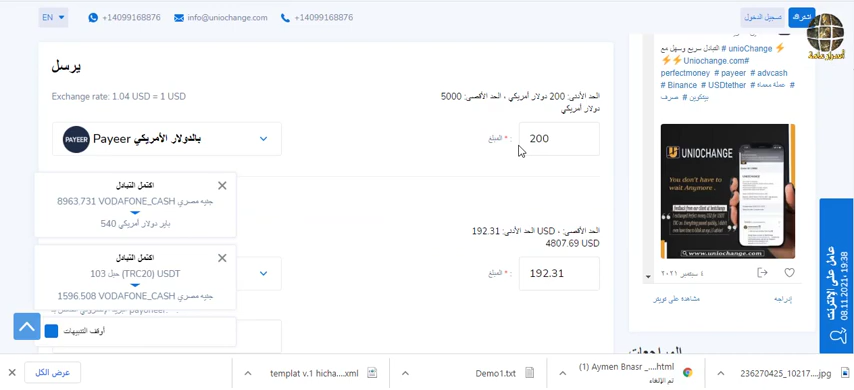 EN
+14099168876
info@uniochange.com
+14099168876
تسجيل الدخول
اشتراك
يرسل
Exchange rate: 1.04 USD = 1 USD
الحد الأدنى: 200 دولار أمريكي ، الحد الأقصى: 5000
دولار أمريكي
PAYEER
Payeer بالدولار الأمريكي
المبلغ * :
200
اكتمل التبادل
8963.731 VODAFONE_CASH جنيه مصري
باير دولار أمريكي 540
الحد الأقصى: ، USD الحد الأدنى: 192.31
4807.69 USD
المبلغ * :
192.31
اكتمل التبادل
103 جبل (TRC20) USDT
1596.508 VODAFONE_CASH جنيه مصري
أوقف التنبيهات
التبادل سريع وسهل مع # unioChange
Uniochange.com#
perfectmoney # payeer # advcash
# Binance # USDtether # عملة معماة #
بيتكوين # صرف
UNIOCHANGE
You don't have to
wait Anymore.
www.uniochange.com
٤ سبتمبر ٢٠٢١
إدراجه
مشاهدة على تويتر
المراجعات
عامل على الإنترنت
08.11.2021، 19:38
عرض الكل
templat v.1 hicha....xml
Demo1.txt
(1) Aymen Bnasr ....html
تم الإلغاء
236270425_10217....jpg